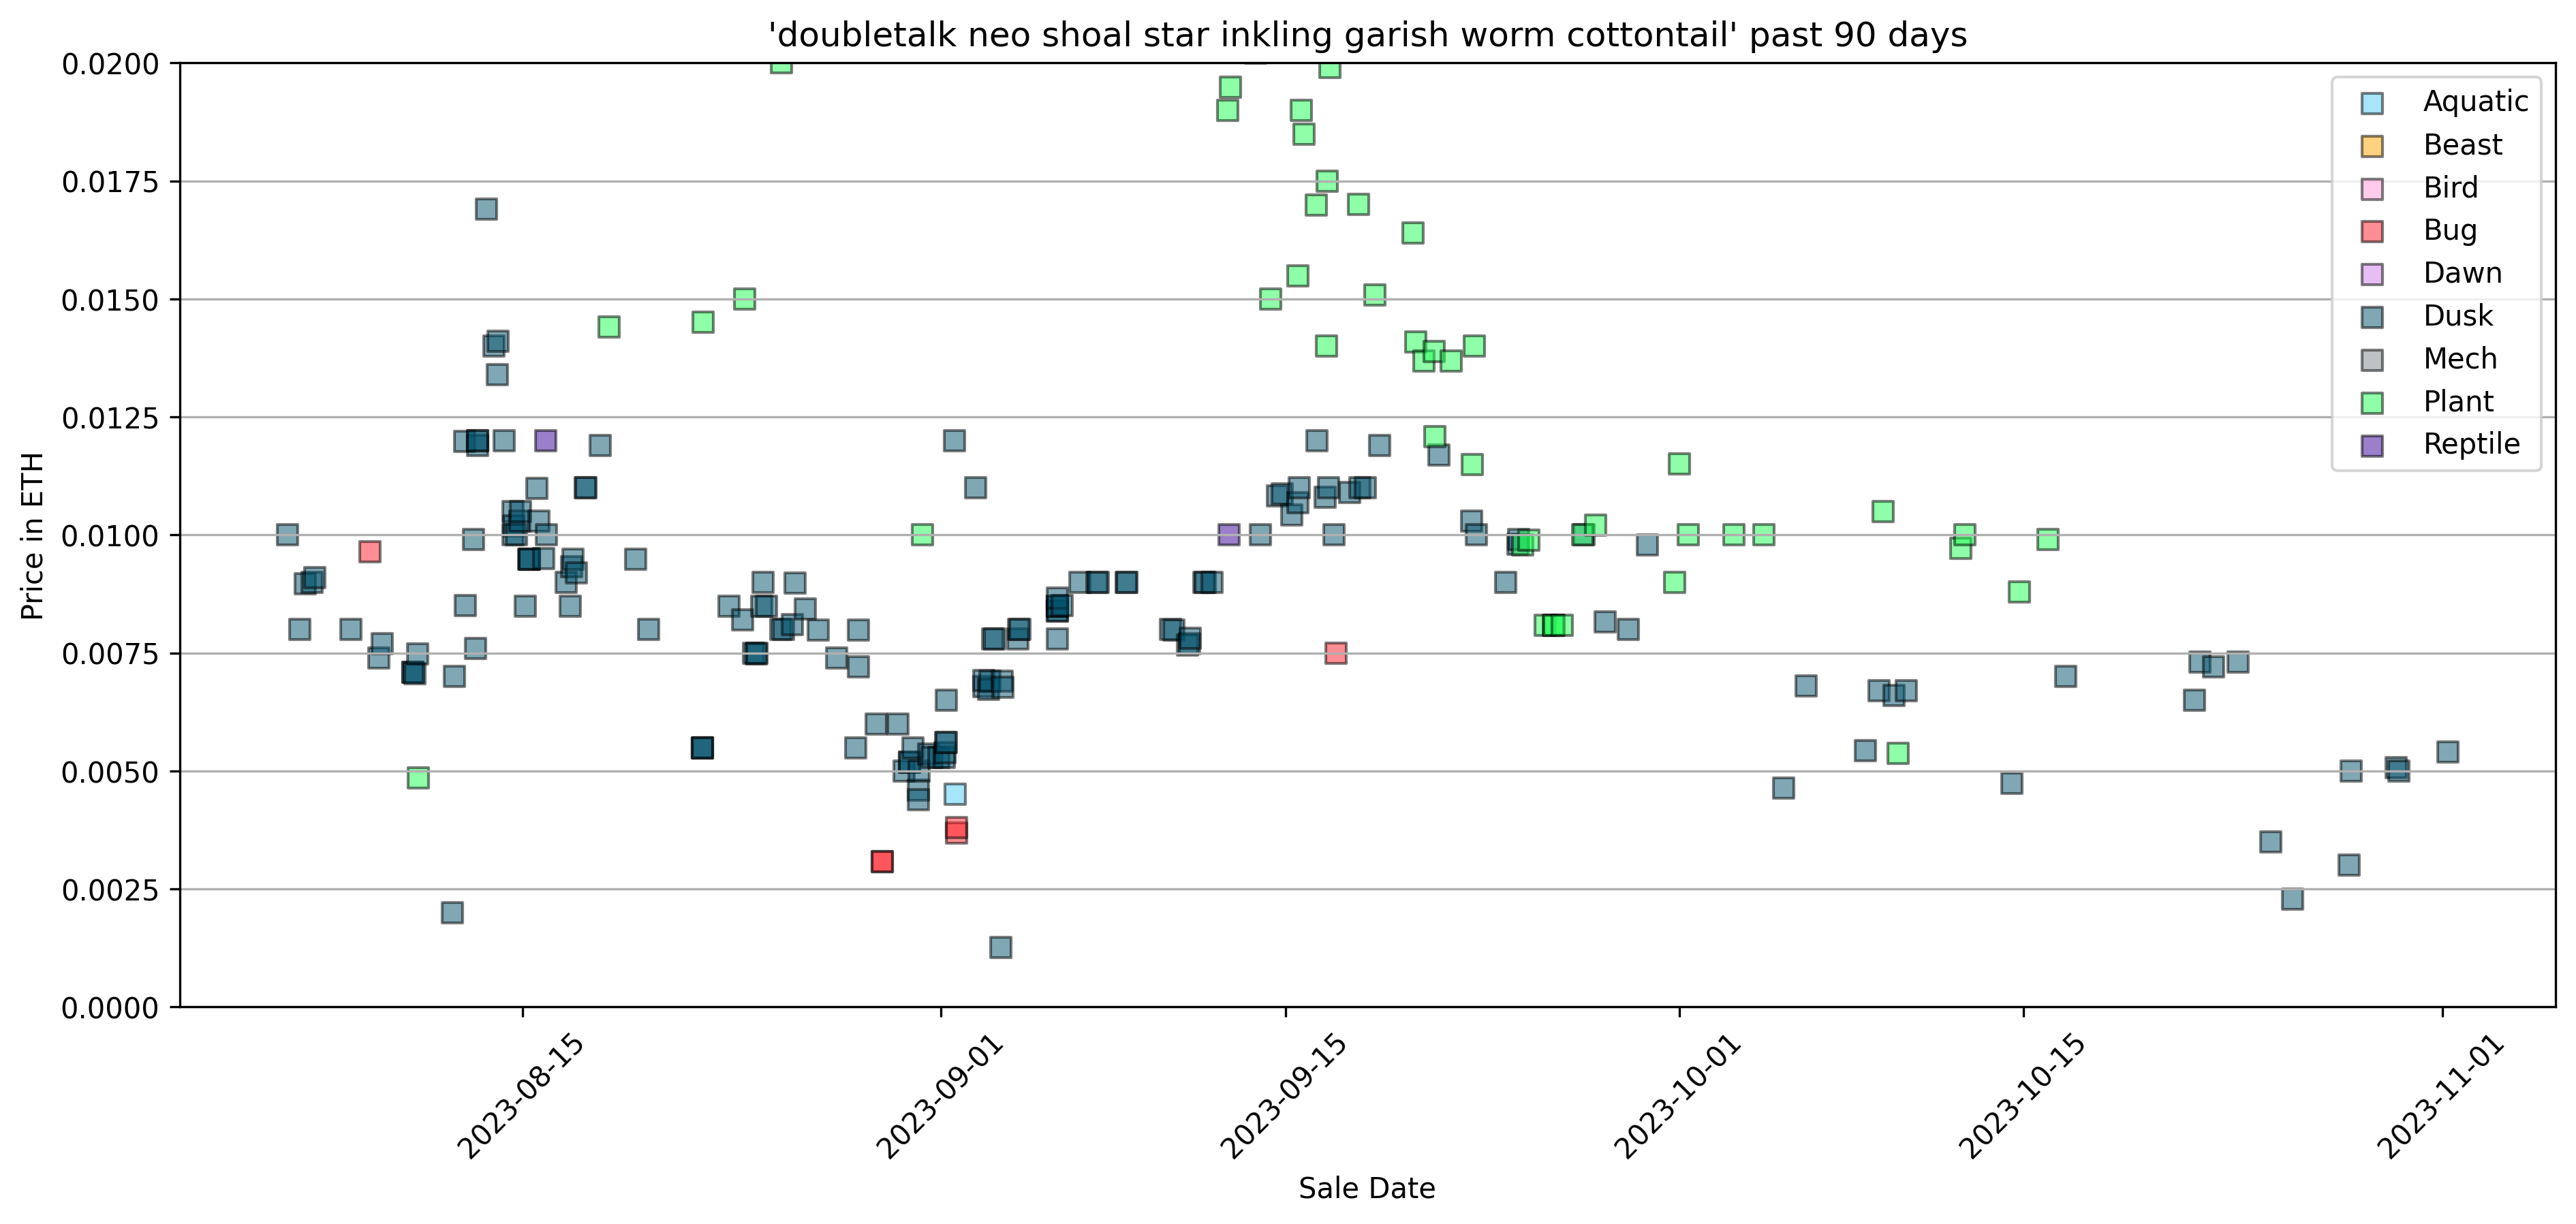 'doubletalk neo shoal star inkling garish worm cottontail' past 90 days
0.0200
0.0175
0.0150
0.0125
0.0100
0.0075
0.0050
0.0025
0.0000
Price in ETH
Aquatic
Beast
Bird
Bug
Dawn
Dusk
Mech
Plant
Reptile
2023-08-15
2023-09-01
2023-09-15
2023-10-01
2023-10-15
2023-11-01
Sale Date